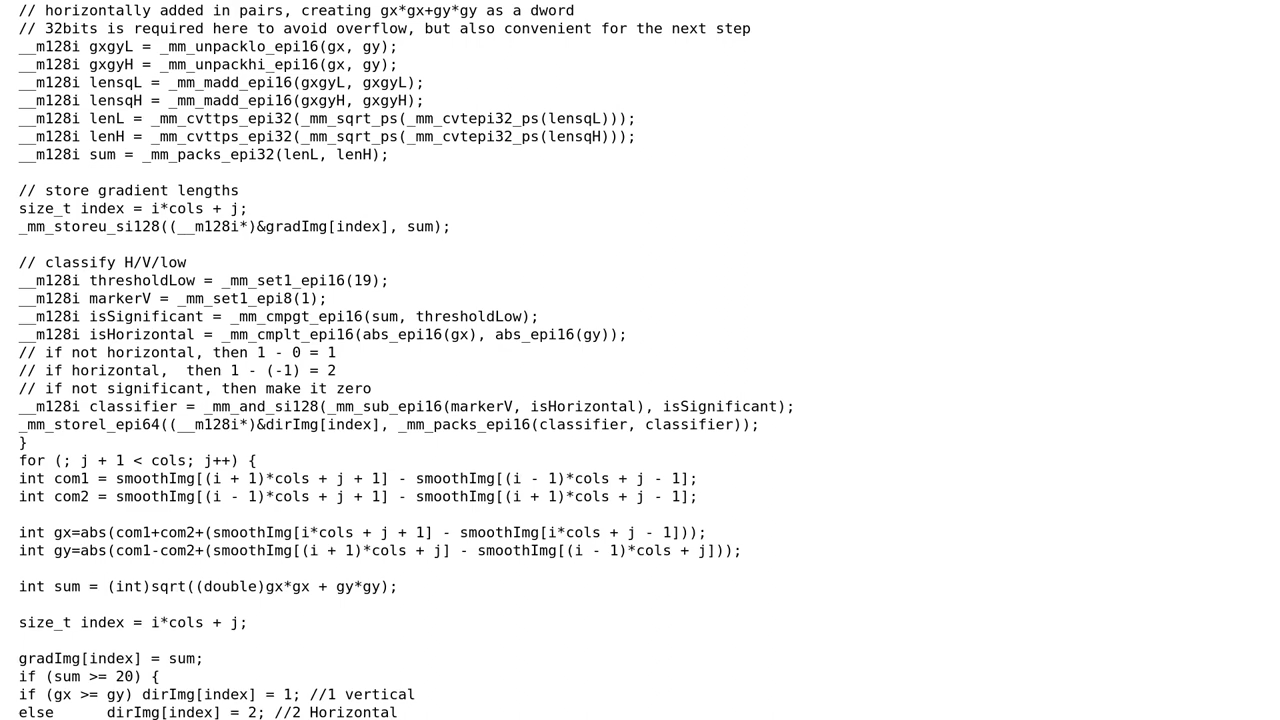 // horizontally added in pairs, creating gx*gx+gy*gy as a dword
// 32bits is required here to avoid overflow, but also convenient for the next step
__m128i gxgyL = _mm_unpacklo_epi16(gx, gy);
__m128i gxgyH = _mm_unpackhi_epi16(gx, gy);
__m128i lensqL = _mm_madd_epi16(gxgyL, gxgyL);
__m128i lensqH = _mm_madd_epi16(gxgyH, gxgyH);
__m128i lenL = _mm_cvttps_epi32(_mm_sqrt_ps(_mm_cvtepi32_ps(lensqL)));
__m128i lenH = _mm_cvttps_epi32(_mm_sqrt_ps(_mm_cvtepi32_ps(lensqH)));
__m128i sum = _mm_packs_epi32(lenL, lenH);

// store gradient lengths
size_t index = i*cols + j;
_mm_storeu_si128((__m128i*)&gradImg[index], sum);

// classify H/V/low
__m128i thresholdLow = _mm_set1_epi16(19);
__m128i markerV = _mm_set1_epi8(1);
__m128i isSignificant = _mm_cmpgt_epi16(sum, thresholdLow);
__m128i isHorizontal = _mm_cmplt_epi16(abs_epi16(gx), abs_epi16(gy));
// if not horizontal, then 1 - 0 = 1
// if horizontal,  then 1 - (-1) = 2
// if not significant, then make it zero
__m128i classifier = _mm_and_si128(_mm_sub_epi16(markerV, isHorizontal), isSignificant);
_mm_storel_epi64((__m128i*)&dirImg[index], _mm_packs_epi16(classifier, classifier));
}
for (; j + 1 < cols; j++) {
int com1 = smoothImg[(i + 1)*cols + j + 1] - smoothImg[(i - 1)*cols + j - 1];
int com2 = smoothImg[(i - 1)*cols + j + 1] - smoothImg[(i + 1)*cols + j - 1];

int gx=abs(com1+com2+(smoothImg[i*cols + j + 1] - smoothImg[i*cols + j - 1]));
int gy=abs(com1-com2+(smoothImg[(i + 1)*cols + j] - smoothImg[(i - 1)*cols + j]));

int sum = (int)sqrt((double)gx*gx + gy*gy);

size_t index = i*cols + j;

gradImg[index] = sum;
if (sum >= 20) {
if (gx >= gy) dirImg[index] = 1; //1 vertical
else      dirImg[index] = 2; //2 Horizontal